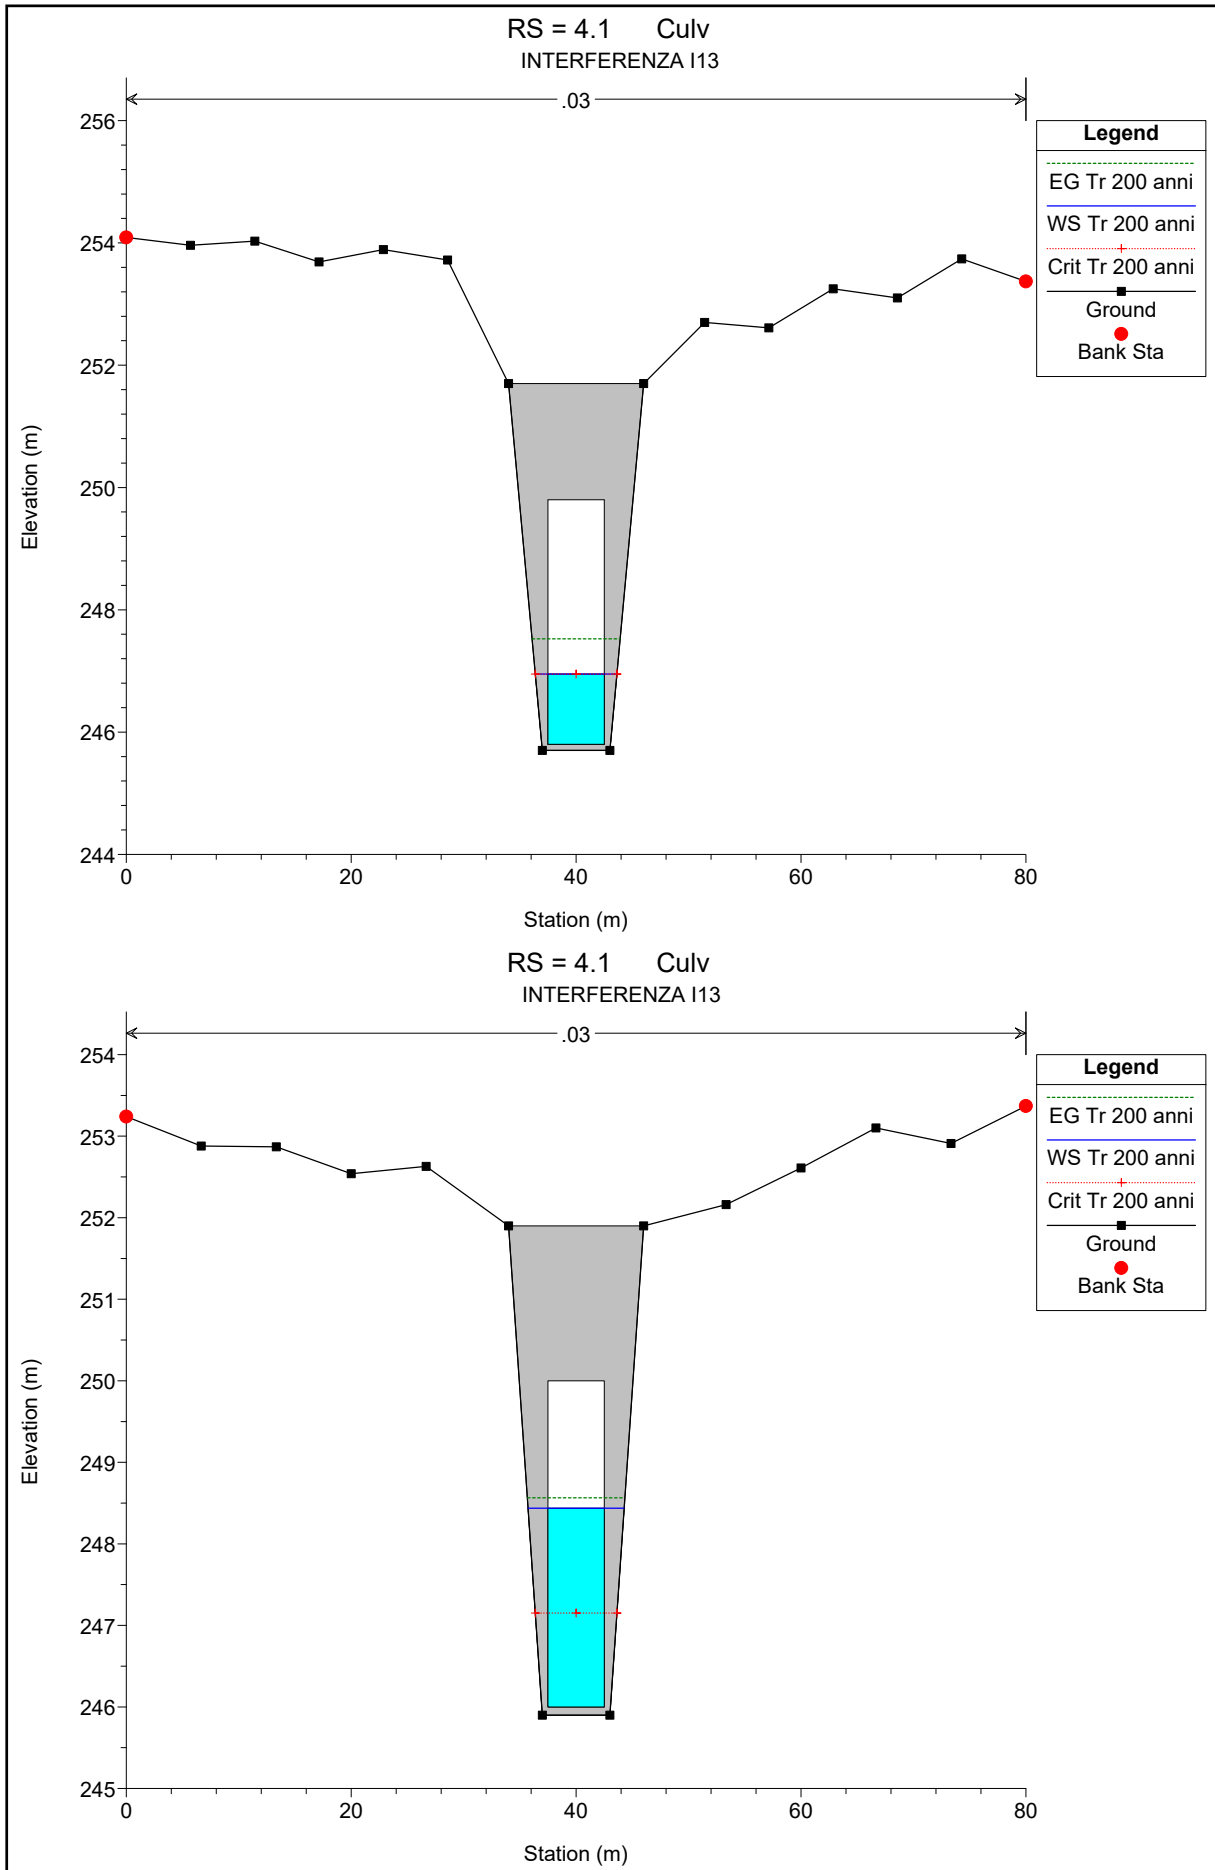 RS = 4.1 Culv
INTERFERENZA I13
.03
256
254
252
250
248
246
244
Elevation (m)
0 20 40 60 80
Station (m)
Legend
EG Tr 200 anni
WS Tr 200 anni
Crit Tr 200 anni
Ground
Bank Sta
RS = 4.1 Culv
INTERFERENZA I13
.03
254
253
252
251
250
249
248
247
246
245
Elevation (m)
0 20 40 60 80
Station (m)
Legend
EG Tr 200 anni
WS Tr 200 anni
Crit Tr 200 anni
Ground
Bank Sta